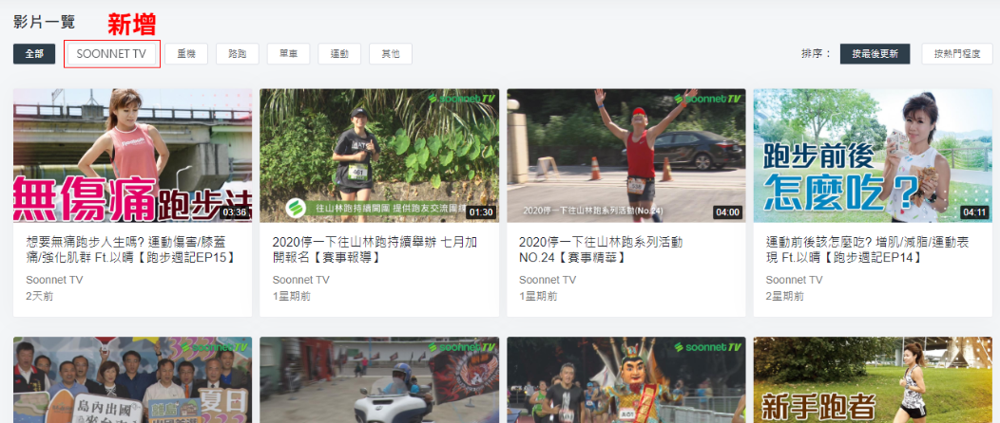 影片一覽
新增
全部
SOONNET TV
重機
路跑
單車
運動
其他
排序：
按最後更新
按熱門程度
無傷痛跑步法
03:36
soonnetTV
461
往山林跑持續開團 提供跑友交流團練
01:30
soonnetTV
2020停一下往山林跑系列活動(No.24)
04:00
跑步前後
怎麼吃？
04:11
想要無痛跑步人生嗎? 運動傷害/膝蓋
痛/強化肌群 Ft.以晴【跑步週記EP15】
Soonnet TV
2天前
2020停一下往山林跑持續舉辦 七月加
開報名【賽事報導】
Soonnet TV
1星期前
2020停一下往山林跑系列活動
NO.24【賽事精華】
Soonnet TV
1星期前
運動前後該怎麼吃? 增肌/減脂/運動表
現 Ft.以晴【跑步週記EP14】
Soonnet TV
2星期前
soonnetTV
島內出國
夏日
soonnetTV
soonnetTV
新手跑者